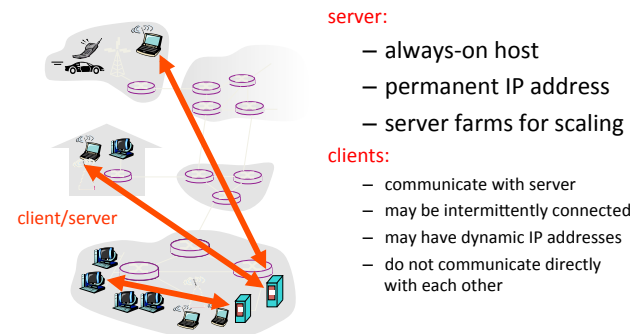 server:
– always-on host
– permanent IP address
– server farms for scaling
clients:
– communicate with server
– may be intermittently connected
– may have dynamic IP addresses
– do not communicate directly
with each other
client/server